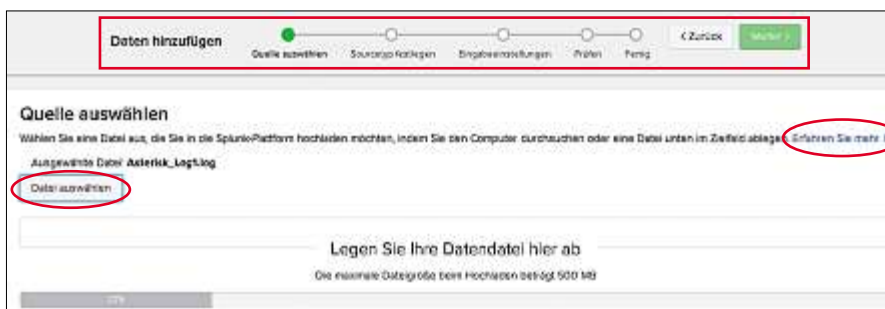 Daten hinzufügen
Quelle auswählen Sourcetyp festlegen Eingabeeinstellungen Prüfen Fertig
< Zurück Weiter >
Quelle auswählen
Wählen Sie eine Datei aus, die Sie in die Splunk-Plattform hochladen möchten, indem Sie den Computer durchsuchen oder eine Datei unten im Zielfeld ablegen. Erfahren Sie mehr
Ausgewählte Datei: Asterisk_Log1.log
Datei auswählen
Legen Sie Ihre Datendatei hier ab
Die maximale Dateigröße beim Hochladen beträgt 500 MB